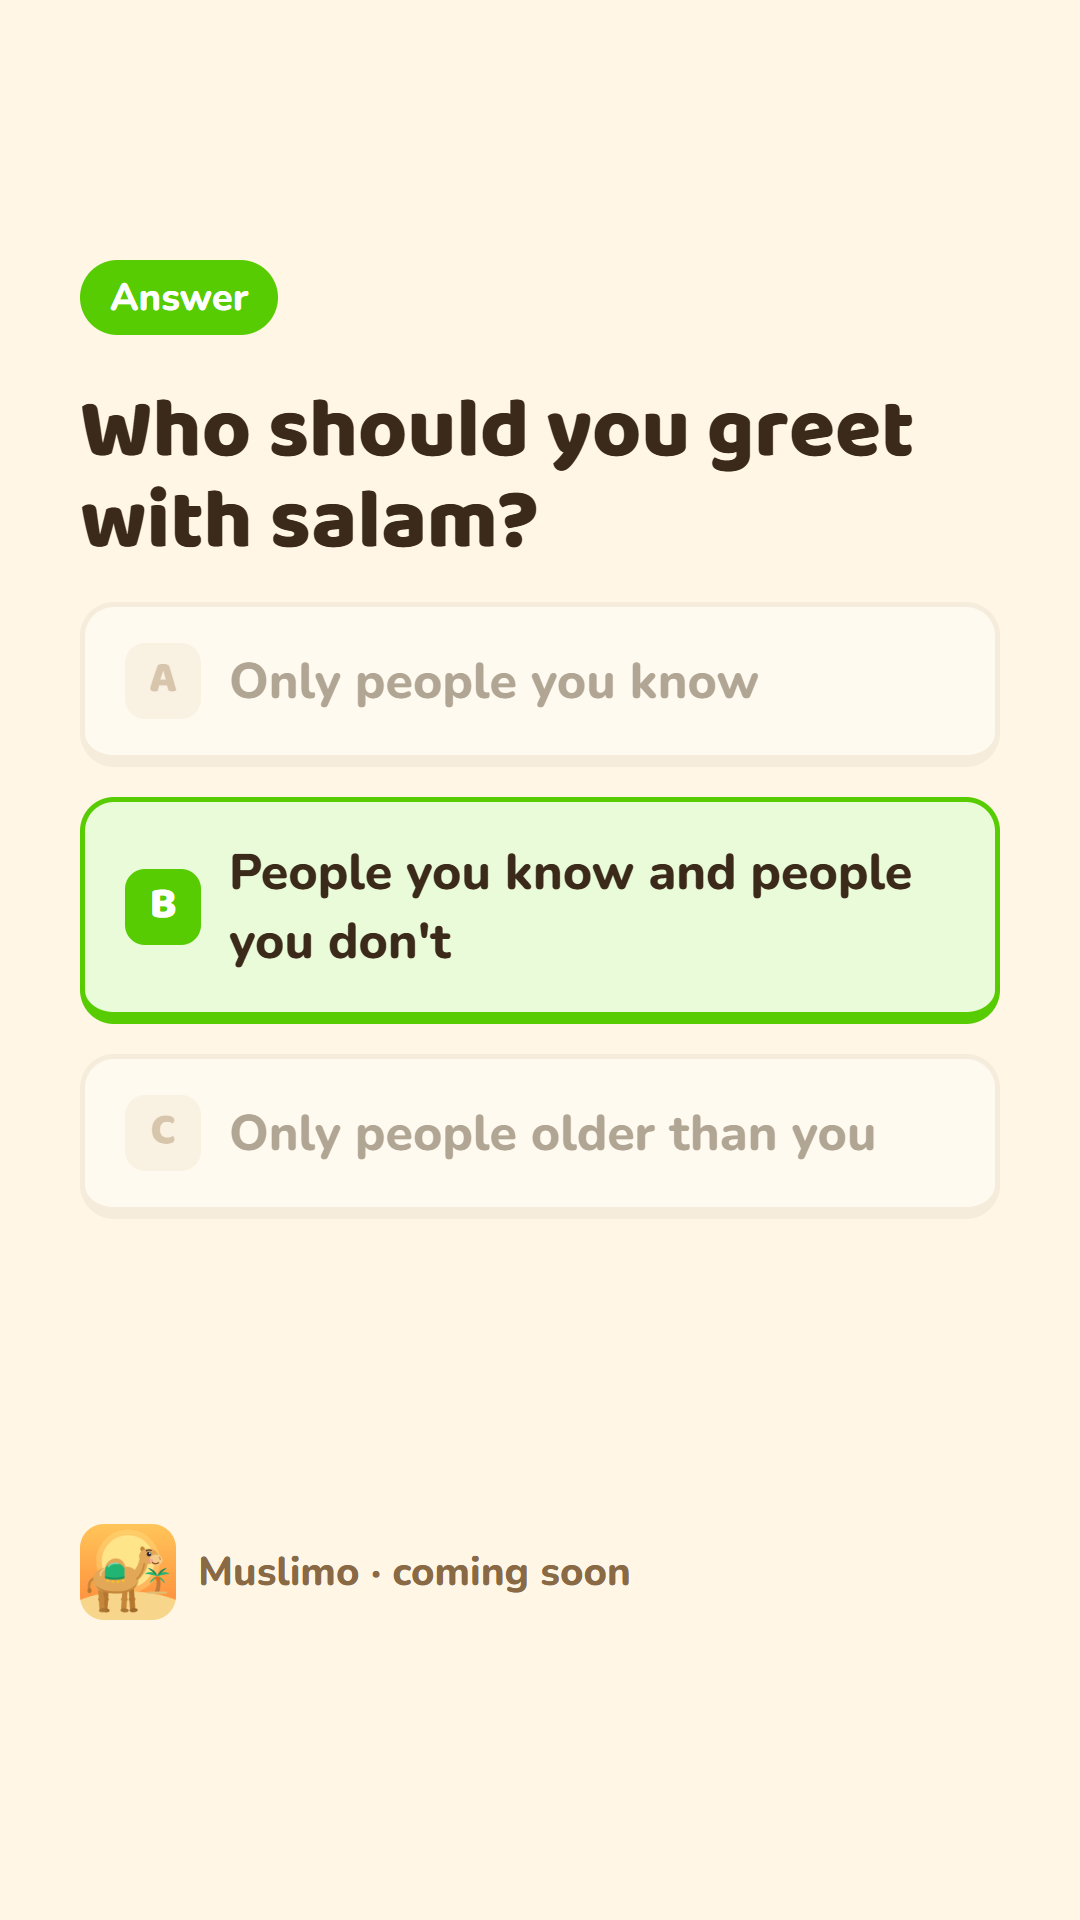 Answer
Who should you greet
with salam?
A Only people you know
B People you know and people
you don't
C Only people older than you
Muslimo · coming soon